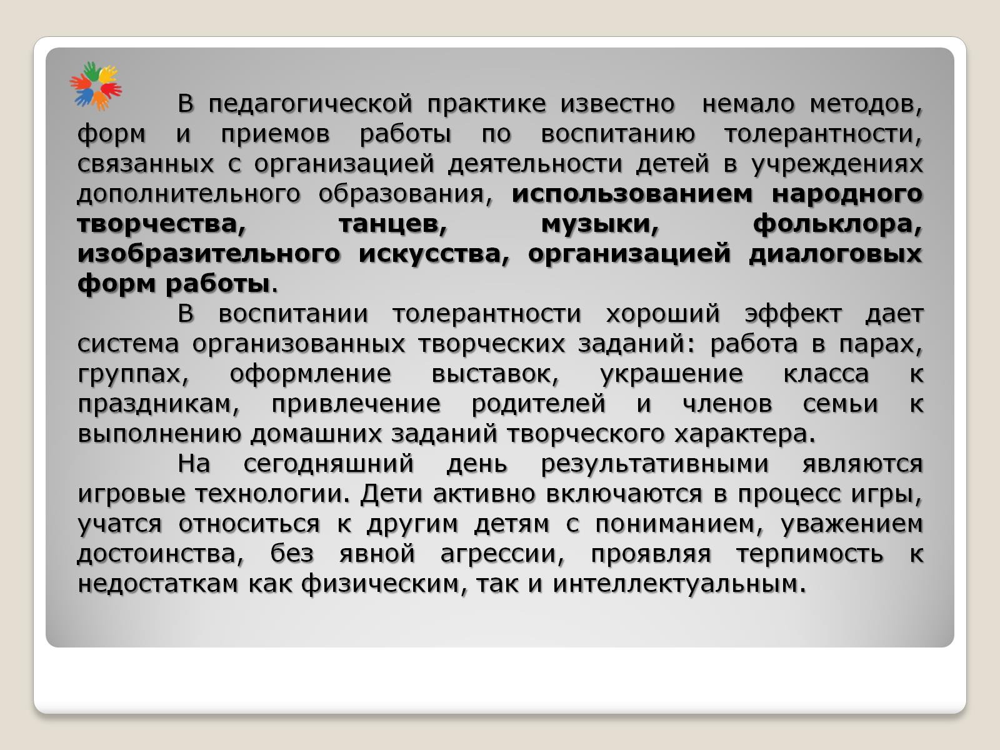 В педагогической практике известно немало методов,
форм и приемов работы по воспитанию толерантности,
связанных с организацией деятельности детей в учреждениях
дополнительного образования, использованием народного
творчества, танцев, музыки, фольклора,
изобразительного искусства, организацией диалоговых
форм работы.
В воспитании толерантности хороший эффект дает
система организованных творческих заданий: работа в парах,
группах, оформление выставок, украшение класса к
праздникам, привлечение родителей и членов семьи к
выполнению домашних заданий творческого характера.
На сегодняшний день результативными являются
игровые технологии. Дети активно включаются в процесс игры,
учатся относиться к другим детям с пониманием, уважением
достоинства, без явной агрессии, проявляя терпимость к
недостаткам как физическим, так и интеллектуальным.